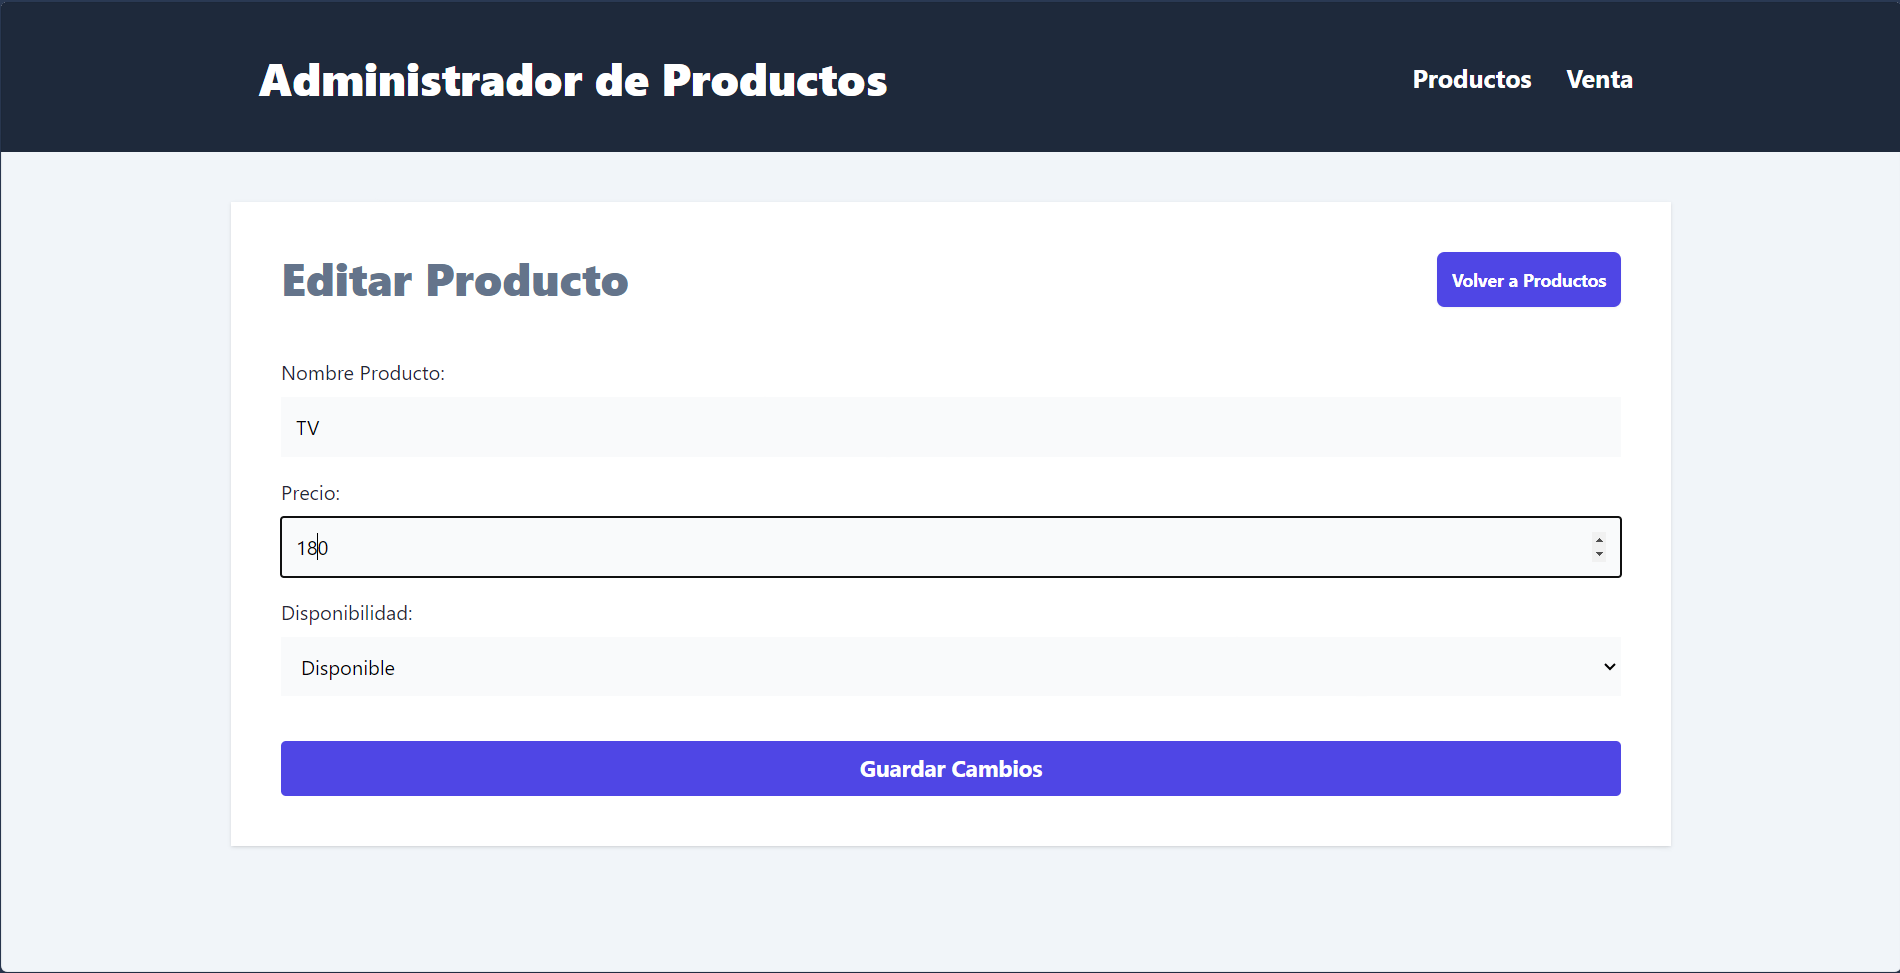 Administrador de Productos
Productos Venta
Editar Producto
Volver a Productos
Nombre Producto:
TV
Precio:
180
Disponibilidad:
Disponible
Guardar Cambios